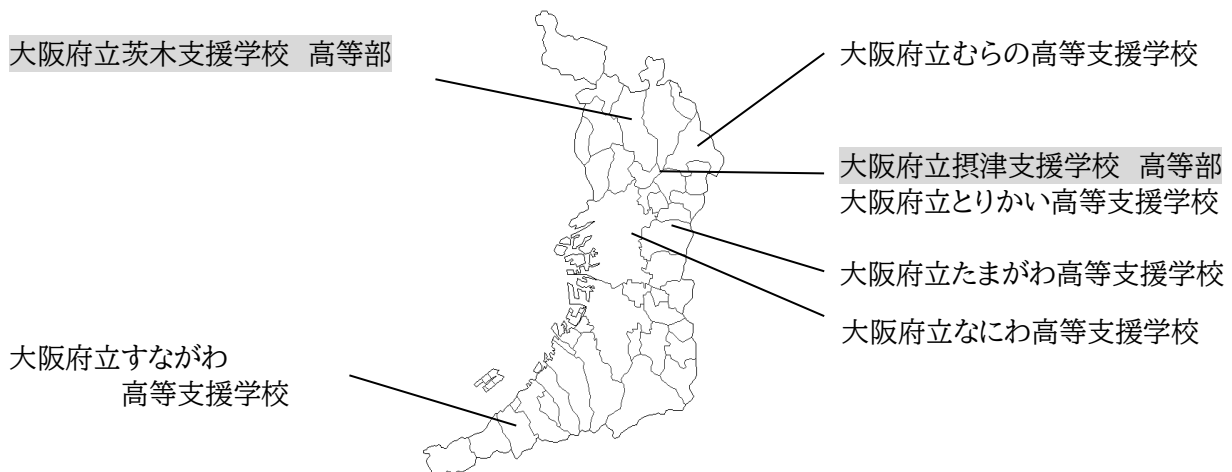 大阪府立茨木支援学校　高等部
大阪府立むらの高等支援学校
大阪府立摂津支援学校　高等部
大阪府立とりかい高等支援学校
大阪府立たまがわ高等支援学校
大阪府立なにわ高等支援学校
大阪府立すながわ
高等支援学校